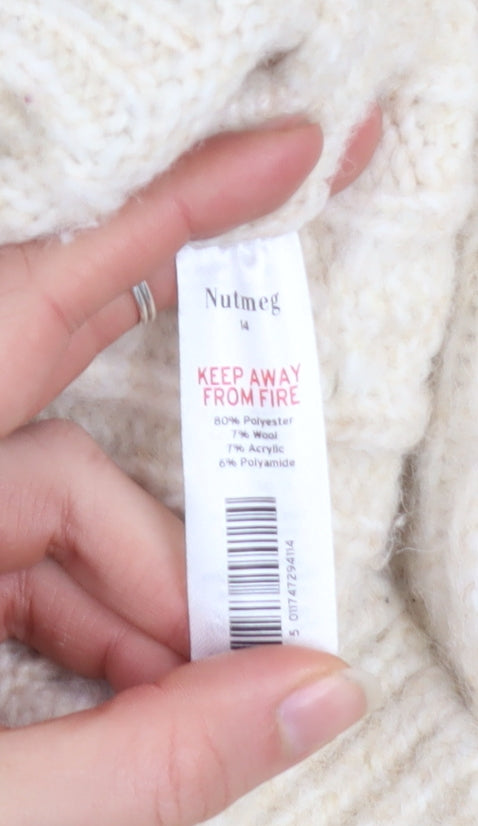 Nutmeg
14
KEEP AWAY
FROM FIRE
80% Polyester
7% Wool
7% Acrylic
6% Polyamide
5 011747294114